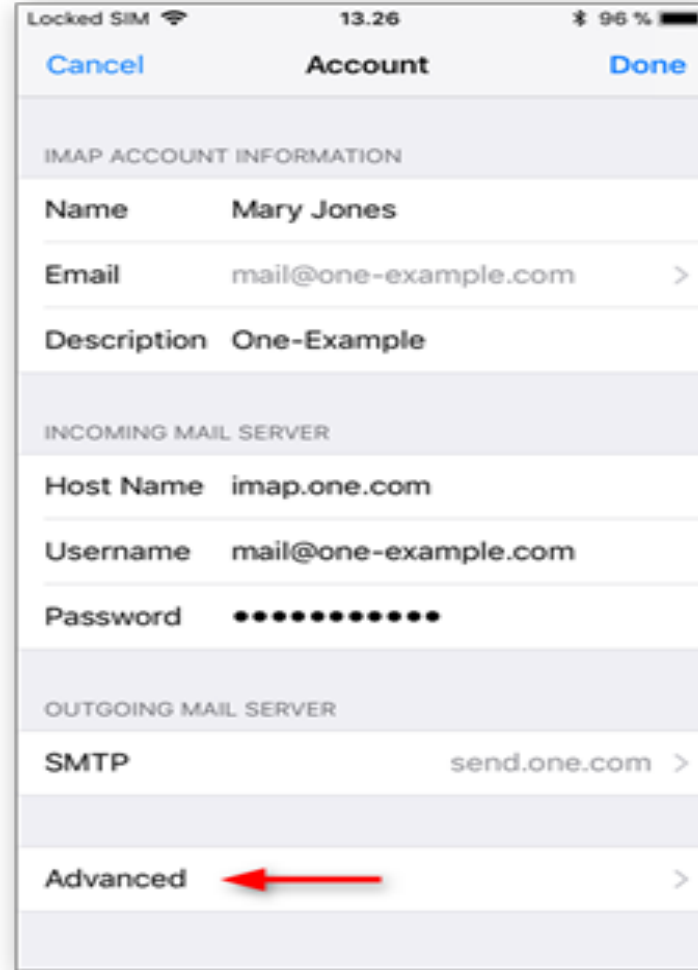 Locked SIM 13.26 96 %
Cancel Account Done
IMAP ACCOUNT INFORMATION
Name Mary Jones
Email mail@one-example.com
Description One-Example
INCOMING MAIL SERVER
Host Name imap.one.com
Username mail@one-example.com
Password •••••••••••
OUTGOING MAIL SERVER
SMTP send.one.com
Advanced